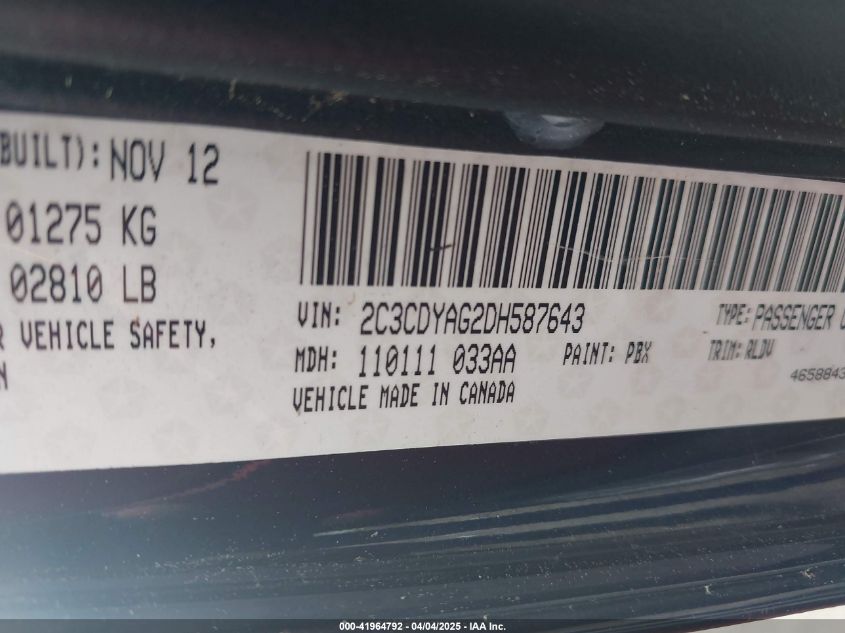 BUILT): NOV 12
01275 KG
02810 LB
R VEHICLE SAFETY,
N
VIN: 2C3CDYAG2DH587643
TYPE: PASSENGER
MDH: 110111 033AA
PAINT: PBX
TRIM: RLDV
VEHICLE MADE IN CANADA
4658843
000-41964792 - 04/04/2025 - IAA Inc.